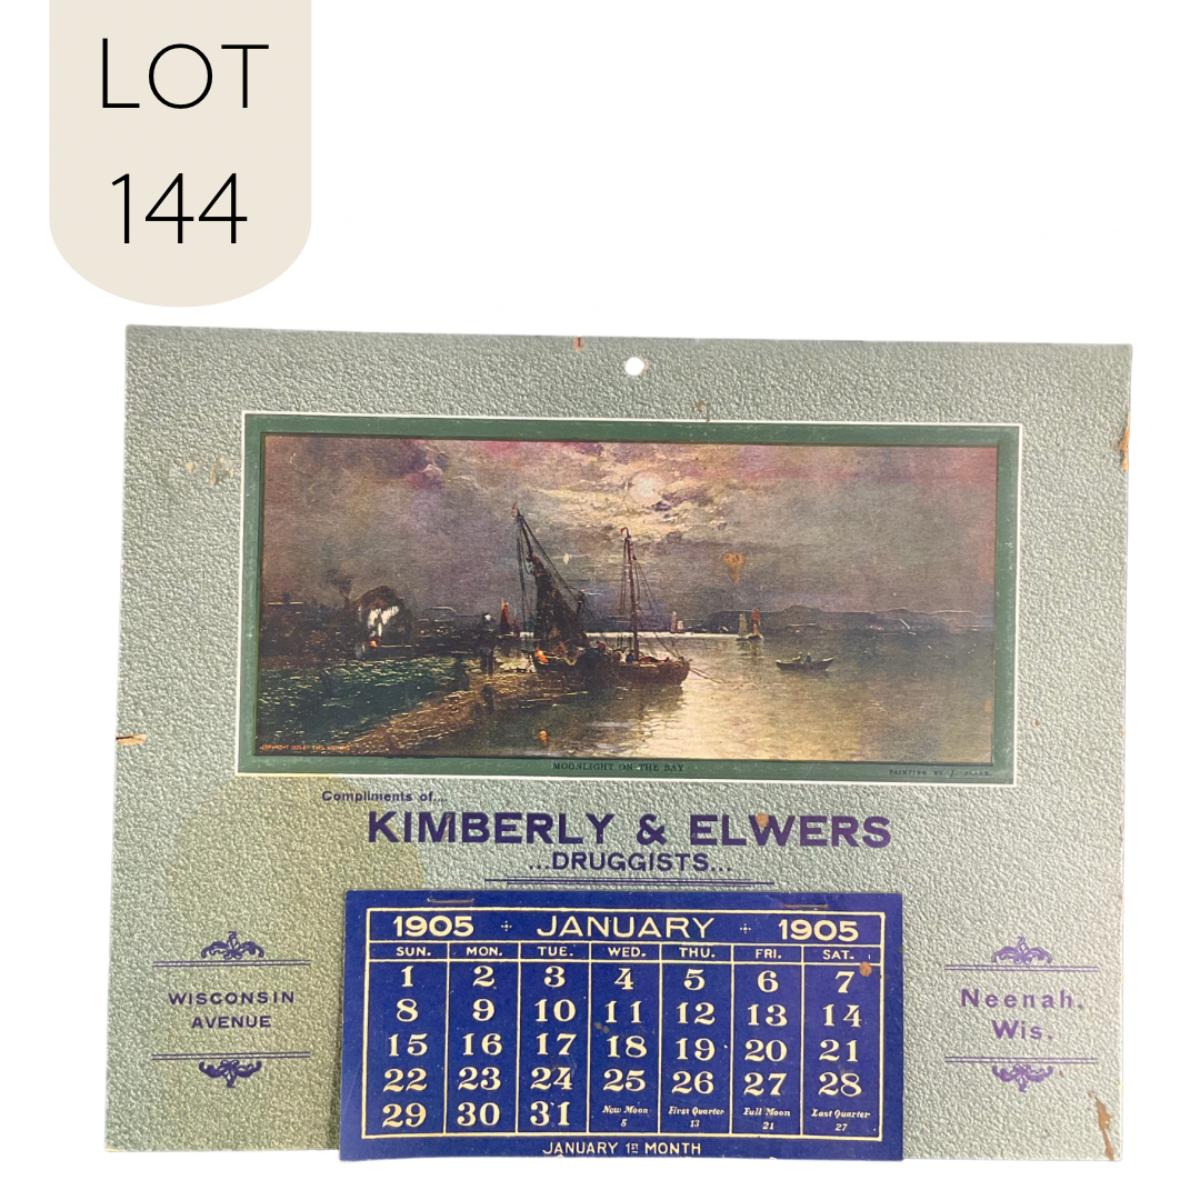 LOT
144
MOONLIGHT ON THE BAY
PAINTING BY J.
Compliments of....
KIMBERLY & ELWERS
...DRUGGISTS...
WISCONSIN
AVENUE
Neenah.
Wis.
1905 JANUARY 1905
SUN. MON. TUE. WED. THU. FRI. SAT.
1 2 3 4 5 6 7
8 9 10 11 12 13 14
15 16 17 18 19 20 21
22 23 24 25 26 27 28
29 30 31 New Moon 5 First Quarter 13 Full Moon 21 Last Quarter 27
JANUARY 1ST MONTH